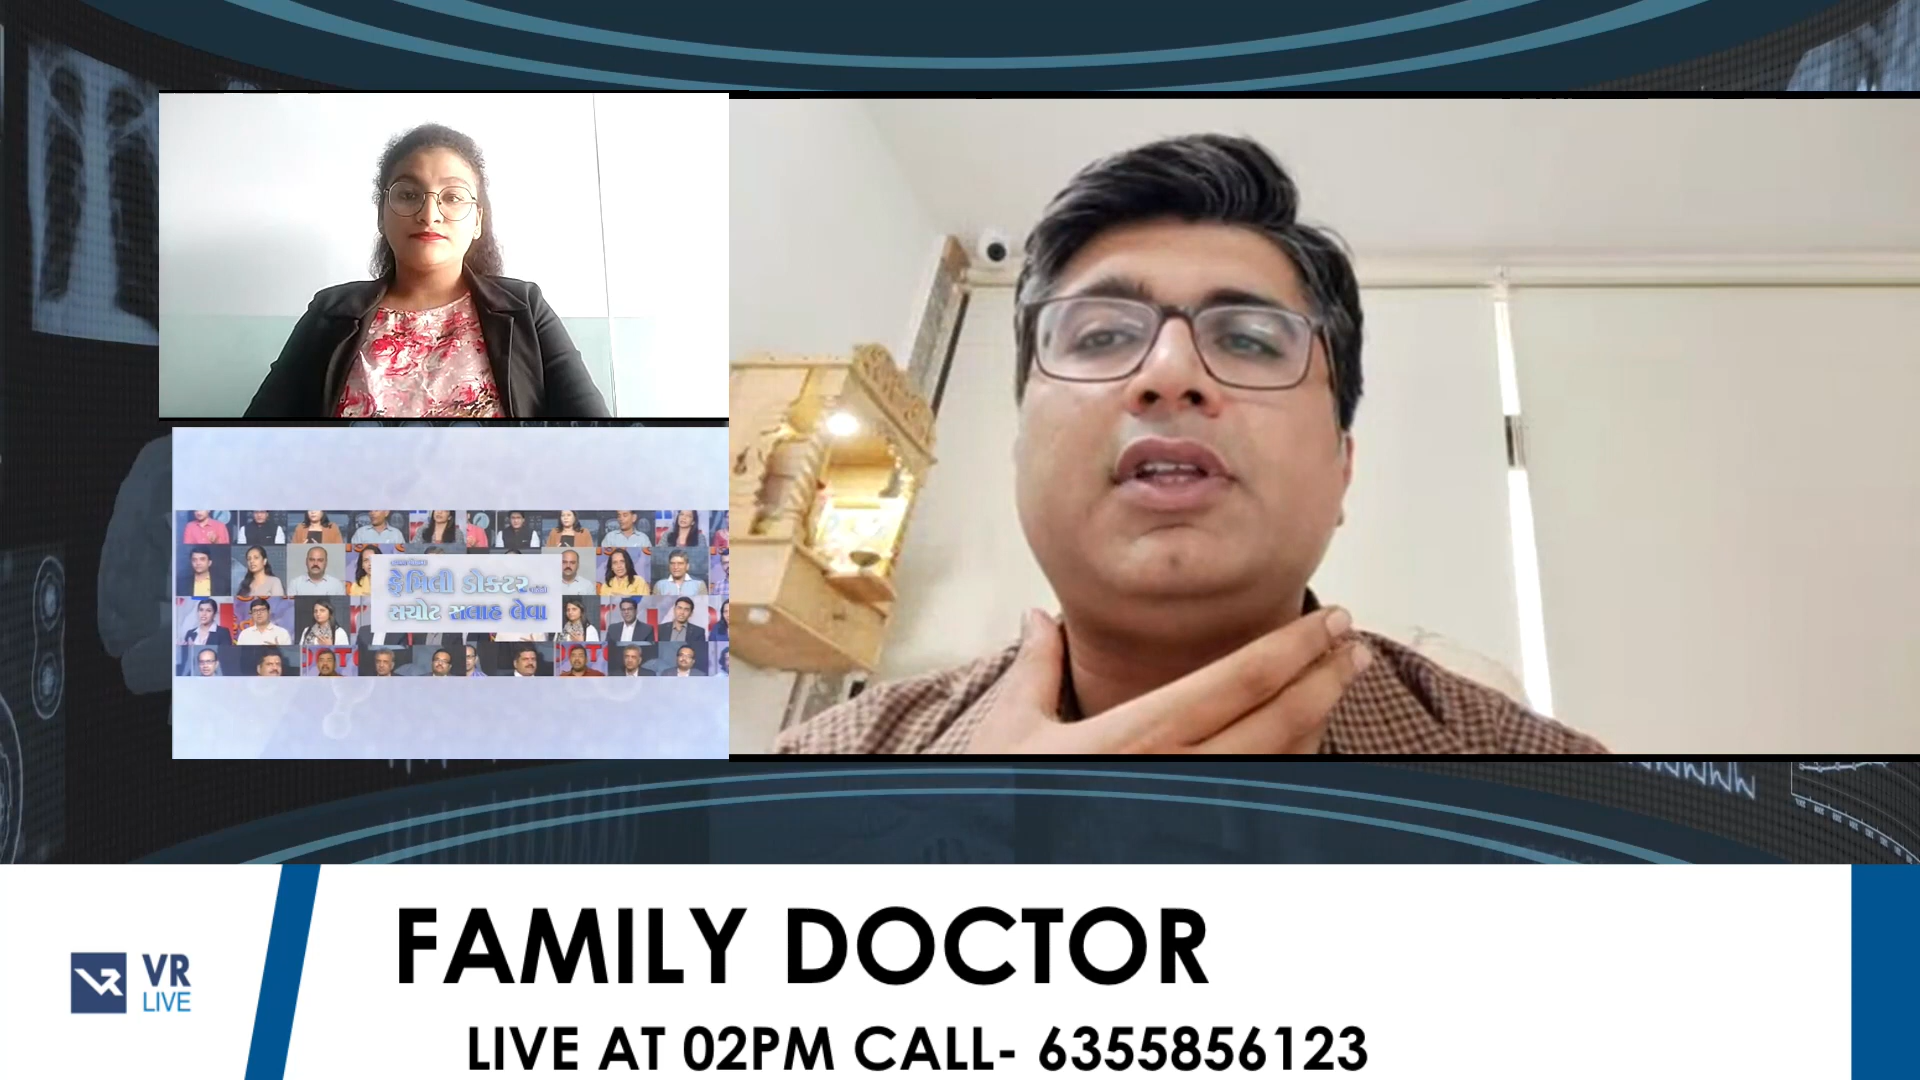 ફેમિલી ડોક્ટર
સચોટ સલાહ લેવા
VR
LIVE
FAMILY DOCTOR
LIVE AT 02PM CALL- 6355856123